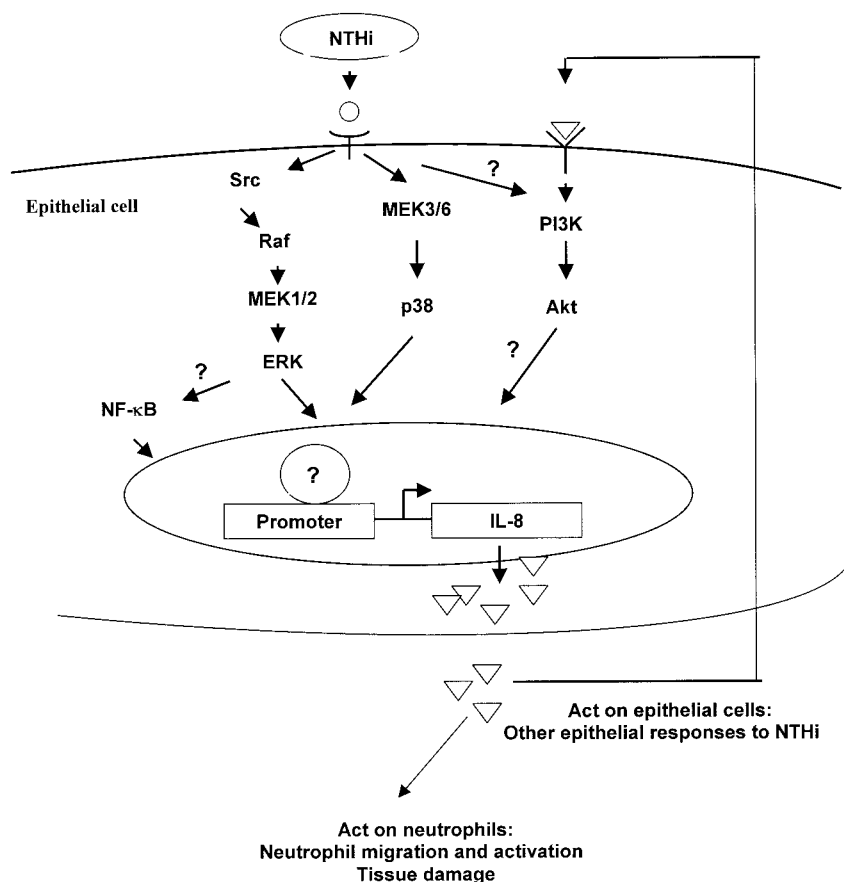 NTHi
?
Src
Epithelial cell
MEK3/6
PI3K
Raf
MEK1/2
p38
Akt
?
ERK
?
NF-κB
?
Promoter
IL-8
Act on epithelial cells:
Other epithelial responses to NTHi
Act on neutrophils:
Neutrophil migration and activation
Tissue damage